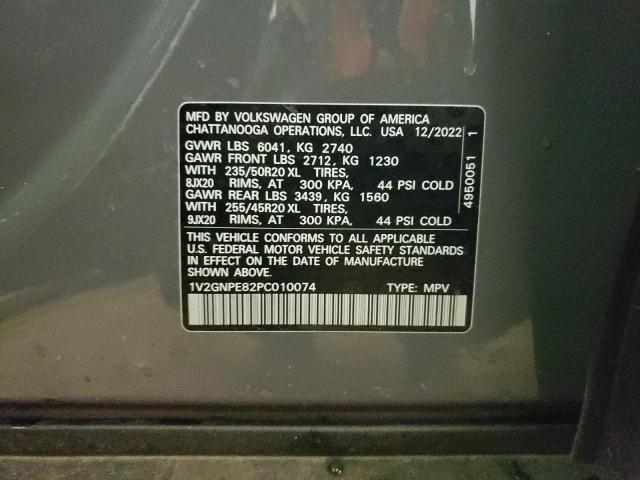 MFD BY VOLKSWAGEN GROUP OF AMERICA
CHATTANOOGA OPERATIONS, LLC. USA 12/2022
GVWR LBS 6041, KG 2740
GAWR FRONT LBS 2712, KG 1230
WITH 235/50R20 XL TIRES,
8JX20 RIMS, AT 300 KPA, 44 PSI COLD
GAWR REAR LBS 3439, KG 1560
WITH 255/45R20 XL TIRES,
9JX20 RIMS, AT 300 KPA, 44 PSI COLD
THIS VEHICLE CONFORMS TO ALL APPLICABLE
U.S. FEDERAL MOTOR VEHICLE SAFETY STANDARDS
IN EFFECT ON THE DATE OF MANUFACTURE
SHOWN ABOVE.
1V2GNPE82PC010074 TYPE: MPV
4950051 1